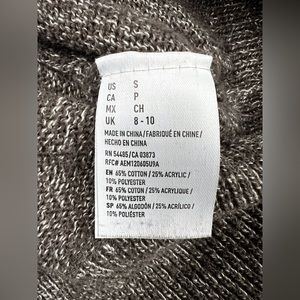 US S
CA P
MX CH
UK 8 - 10
MADE IN CHINA / FABRIQUÉ EN CHINE /
HECHO EN CHINA
RN 54485 / CA 03873
RFC# AEM120605U9A
EN 65% COTTON / 25% ACRYLIC /
10% POLYESTER
FR 65% COTON / 25% ACRYLIQUE /
10% POLYESTER
SP 65% ALGODÓN / 25% ACRÍLICO /
10% POLIÉSTER